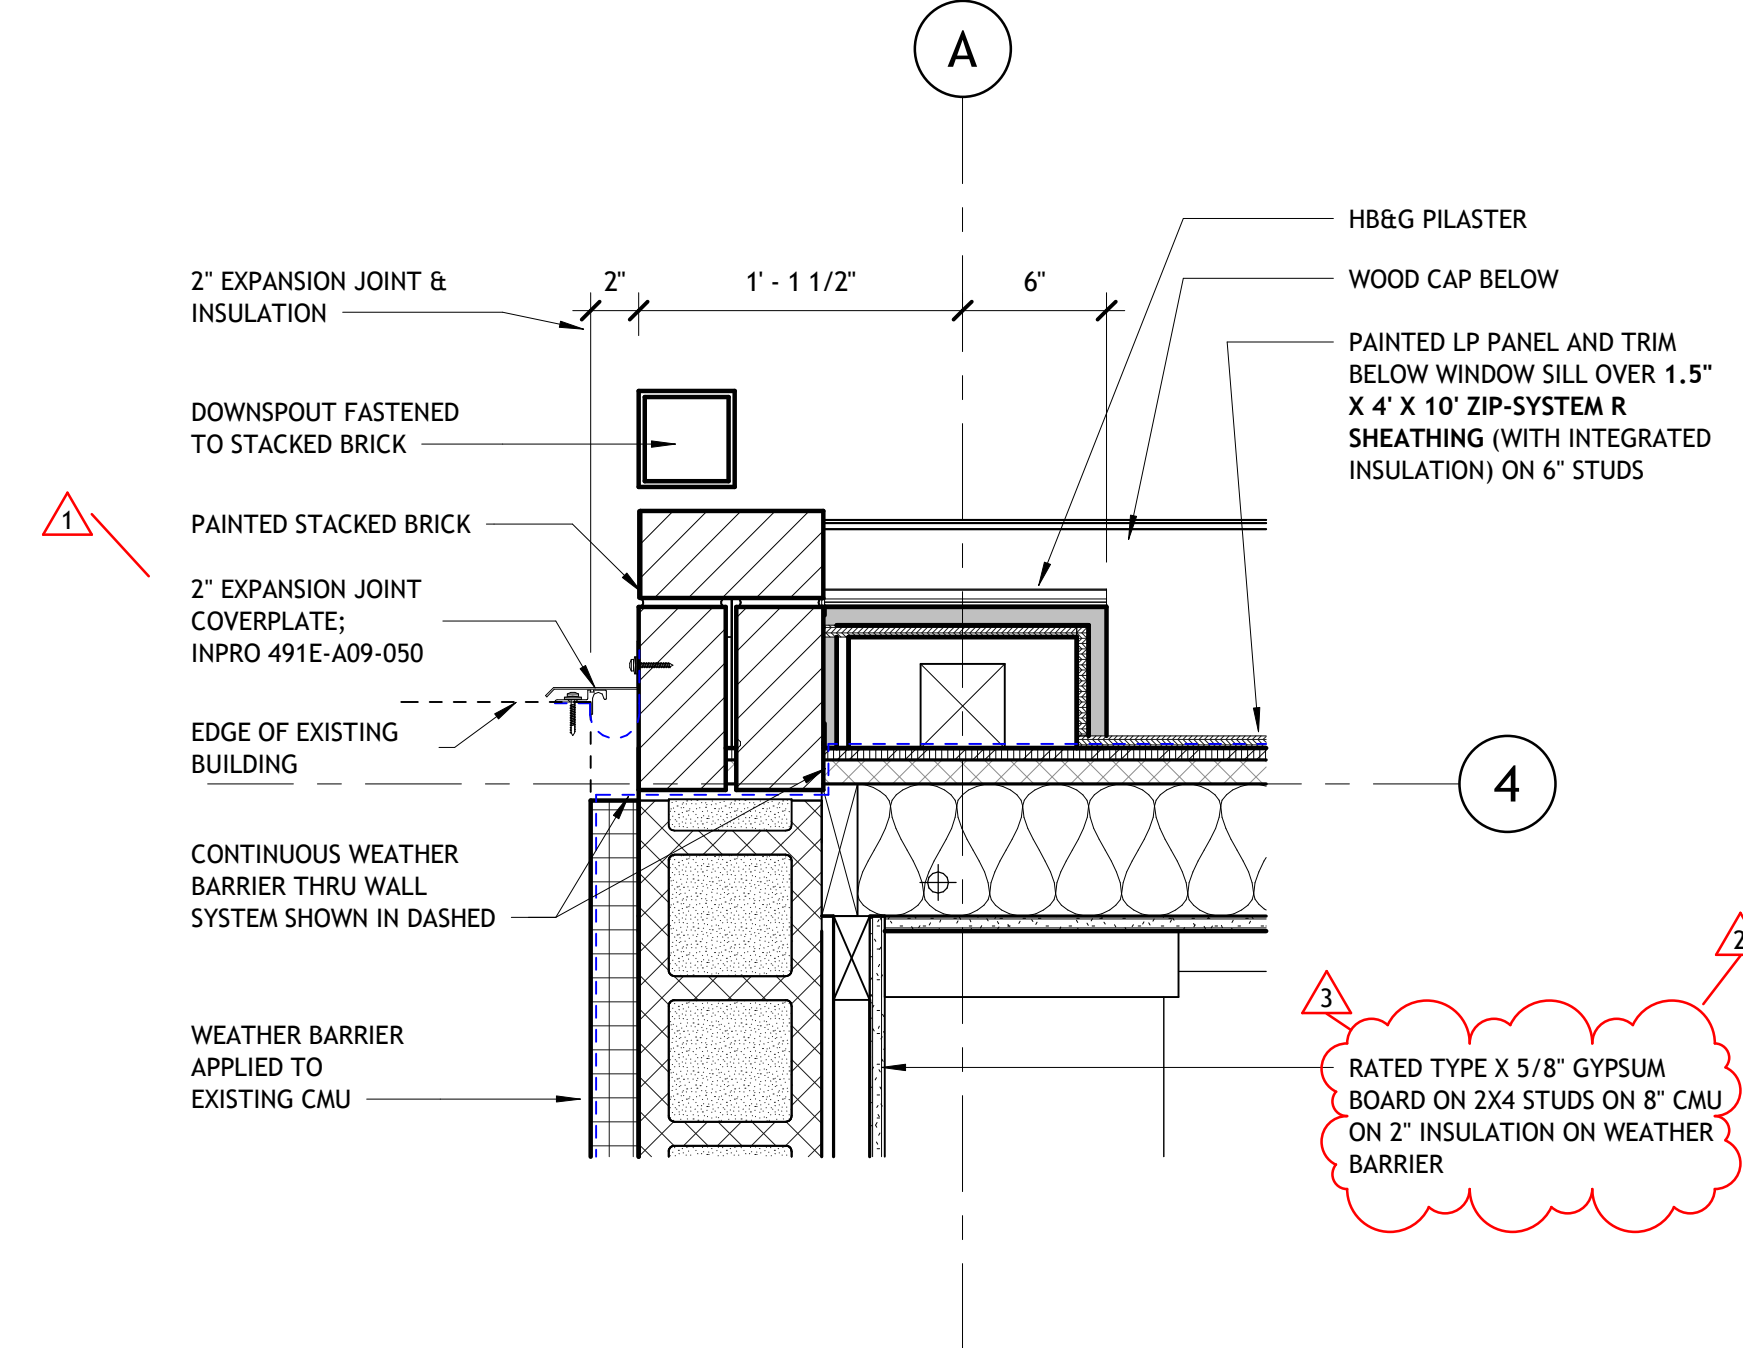 A
2" EXPANSION JOINT &
INSULATION
2"
1' - 1 1/2"
6"
HB&G PILASTER
WOOD CAP BELOW
PAINTED LP PANEL AND TRIM
BELOW WINDOW SILL OVER 1.5"
X 4' X 10' ZIP-SYSTEM R
SHEATHING (WITH INTEGRATED
INSULATION) ON 6" STUDS
DOWNSPOUT FASTENED
TO STACKED BRICK
1
PAINTED STACKED BRICK
2" EXPANSION JOINT
COVERPLATE;
INPRO 491E-A09-050
EDGE OF EXISTING
BUILDING
4
CONTINUOUS WEATHER
BARRIER THRU WALL
SYSTEM SHOWN IN DASHED
2
3
WEATHER BARRIER
APPLIED TO
EXISTING CMU
RATED TYPE X 5/8" GYPSUM
BOARD ON 2X4 STUDS ON 8" CMU
ON 2" INSULATION ON WEATHER
BARRIER